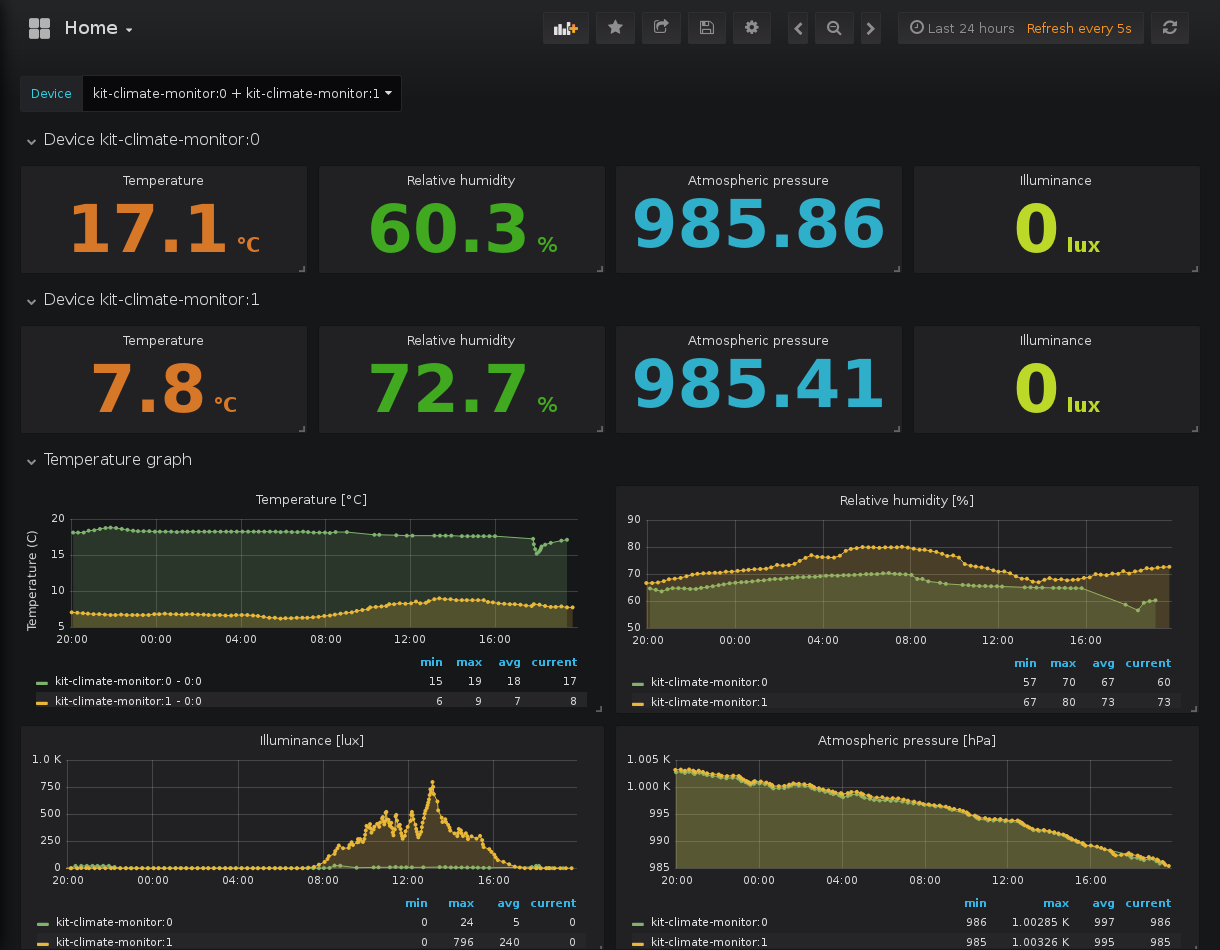 Home
Last 24 hours Refresh every 5s
Device kit-climate-monitor:0 + kit-climate-monitor:1
Device kit-climate-monitor:0
Temperature Relative humidity Atmospheric pressure Illuminance
17.1 °C 60.3 % 985.86 0 lux
Device kit-climate-monitor:1
Temperature Relative humidity Atmospheric pressure Illuminance
7.8 °C 72.7 % 985.41 0 lux
Temperature graph
Temperature [°C]
Temperature (C)
20
15
10
5
20:00 00:00 04:00 08:00 12:00 16:00
min max avg current
kit-climate-monitor:0 - 0:0 15 19 18 17
kit-climate-monitor:1 - 0:0 6 9 7 8
Relative humidity [%]
90
80
70
60
50
20:00 00:00 04:00 08:00 12:00 16:00
min max avg current
kit-climate-monitor:0 57 70 67 60
kit-climate-monitor:1 67 80 73 73
Illuminance [lux]
1.0 K
750
500
250
0
20:00 00:00 04:00 08:00 12:00 16:00
min max avg current
kit-climate-monitor:0 0 24 5 0
kit-climate-monitor:1 0 796 240 0
Atmospheric pressure [hPa]
1.005 K
1.000 K
995
990
985
20:00 00:00 04:00 08:00 12:00 16:00
min max avg current
kit-climate-monitor:0 986 1.00285 K 997 986
kit-climate-monitor:1 985 1.00326 K 995 985